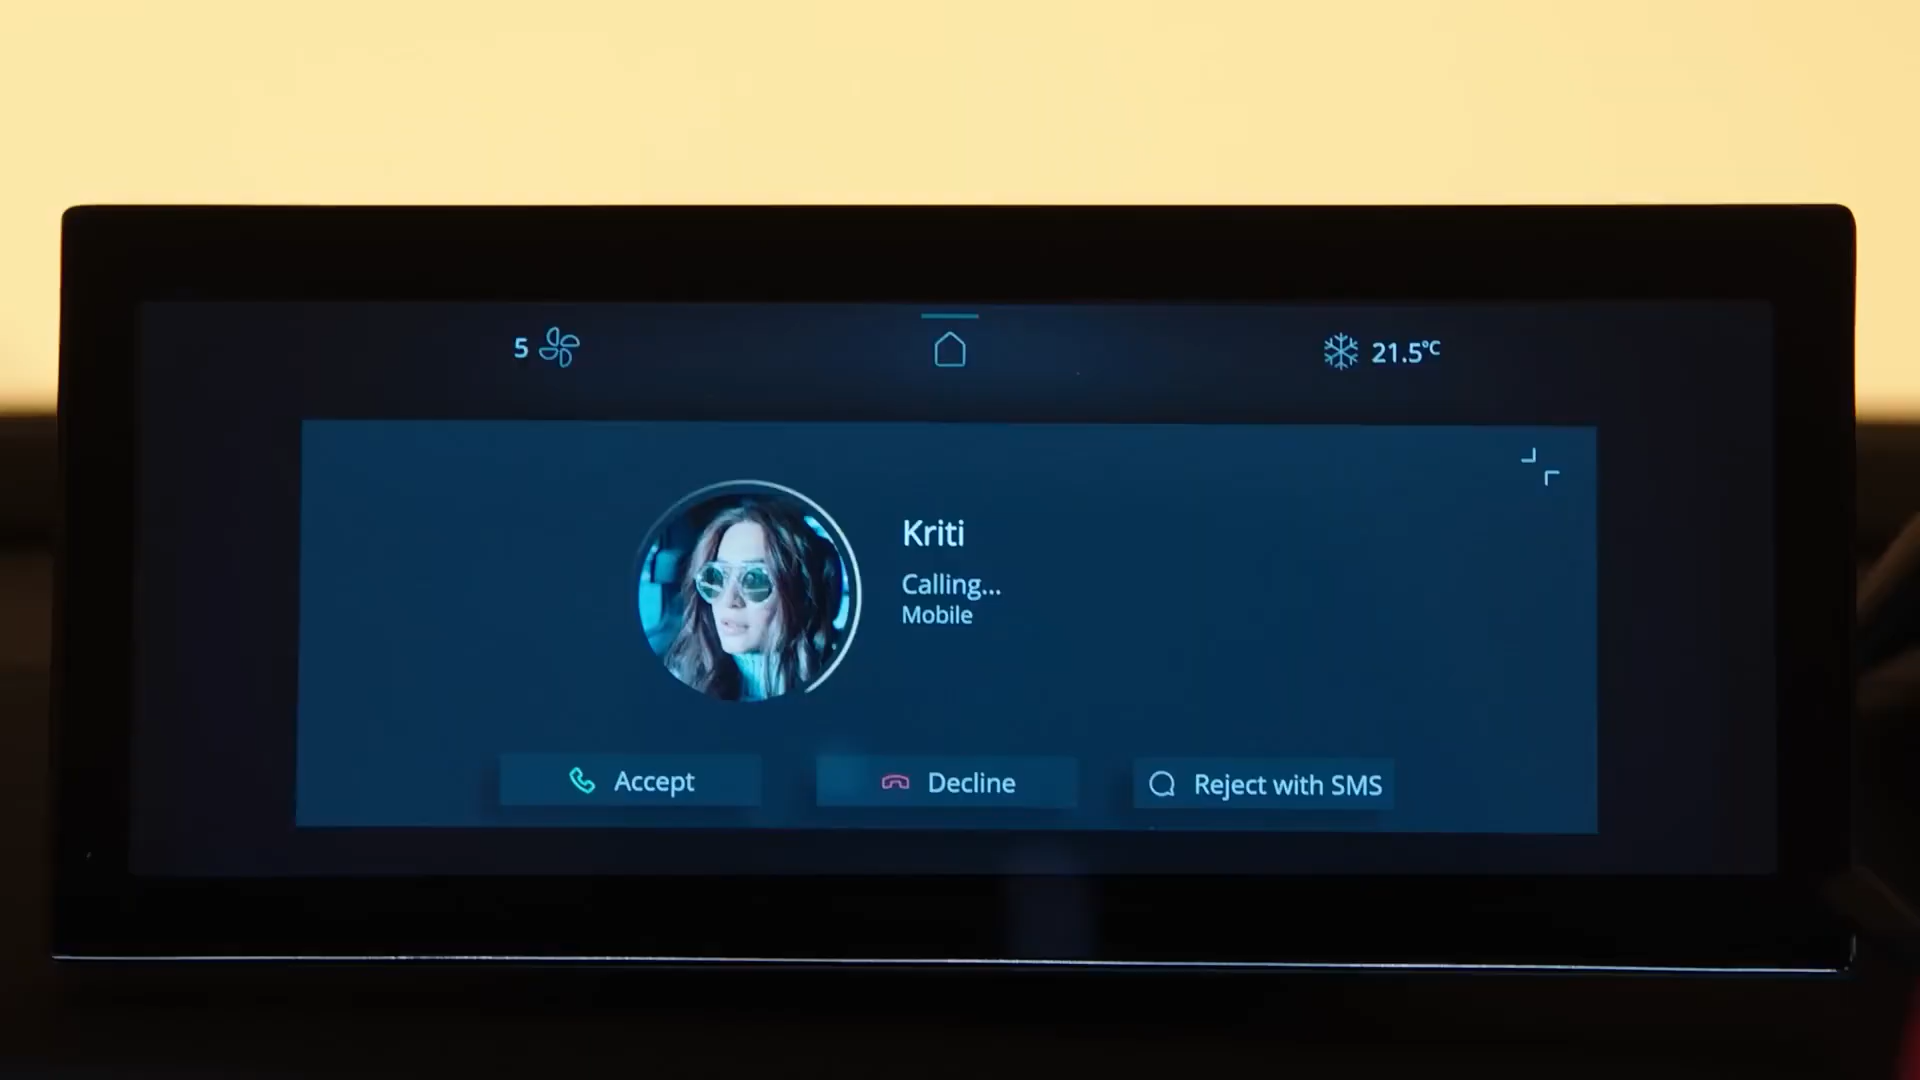 5
21.5°C
Kriti
Calling...
Mobile
Accept
Decline
Reject with SMS